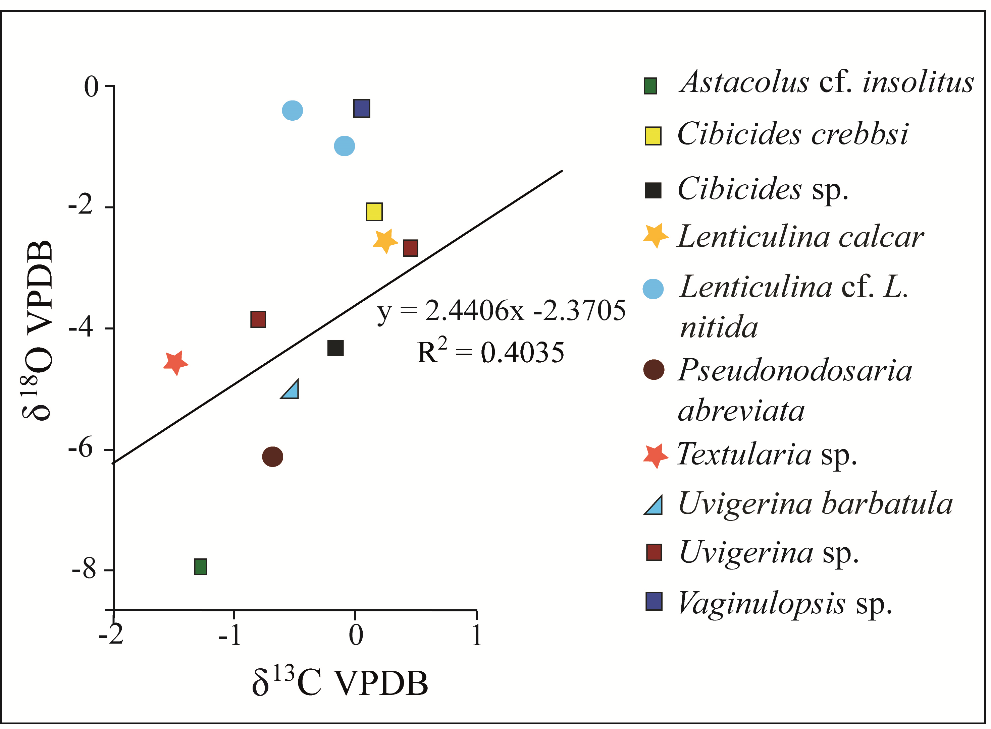 0
-2
-4
-6
-8
-2
-1
0
1
δ18O VPDB
δ13C VPDB
y = 2.4406x -2.3705
R2 = 0.4035
Astacolus cf. insolitus
Cibicides crebbsi
Cibicides sp.
Lenticulina calcar
Lenticulina cf. L.
nitida
Pseudonodosaria
abreviata
Textularia sp.
Uvigerina barbatula
Uvigerina sp.
Vaginulopsis sp.